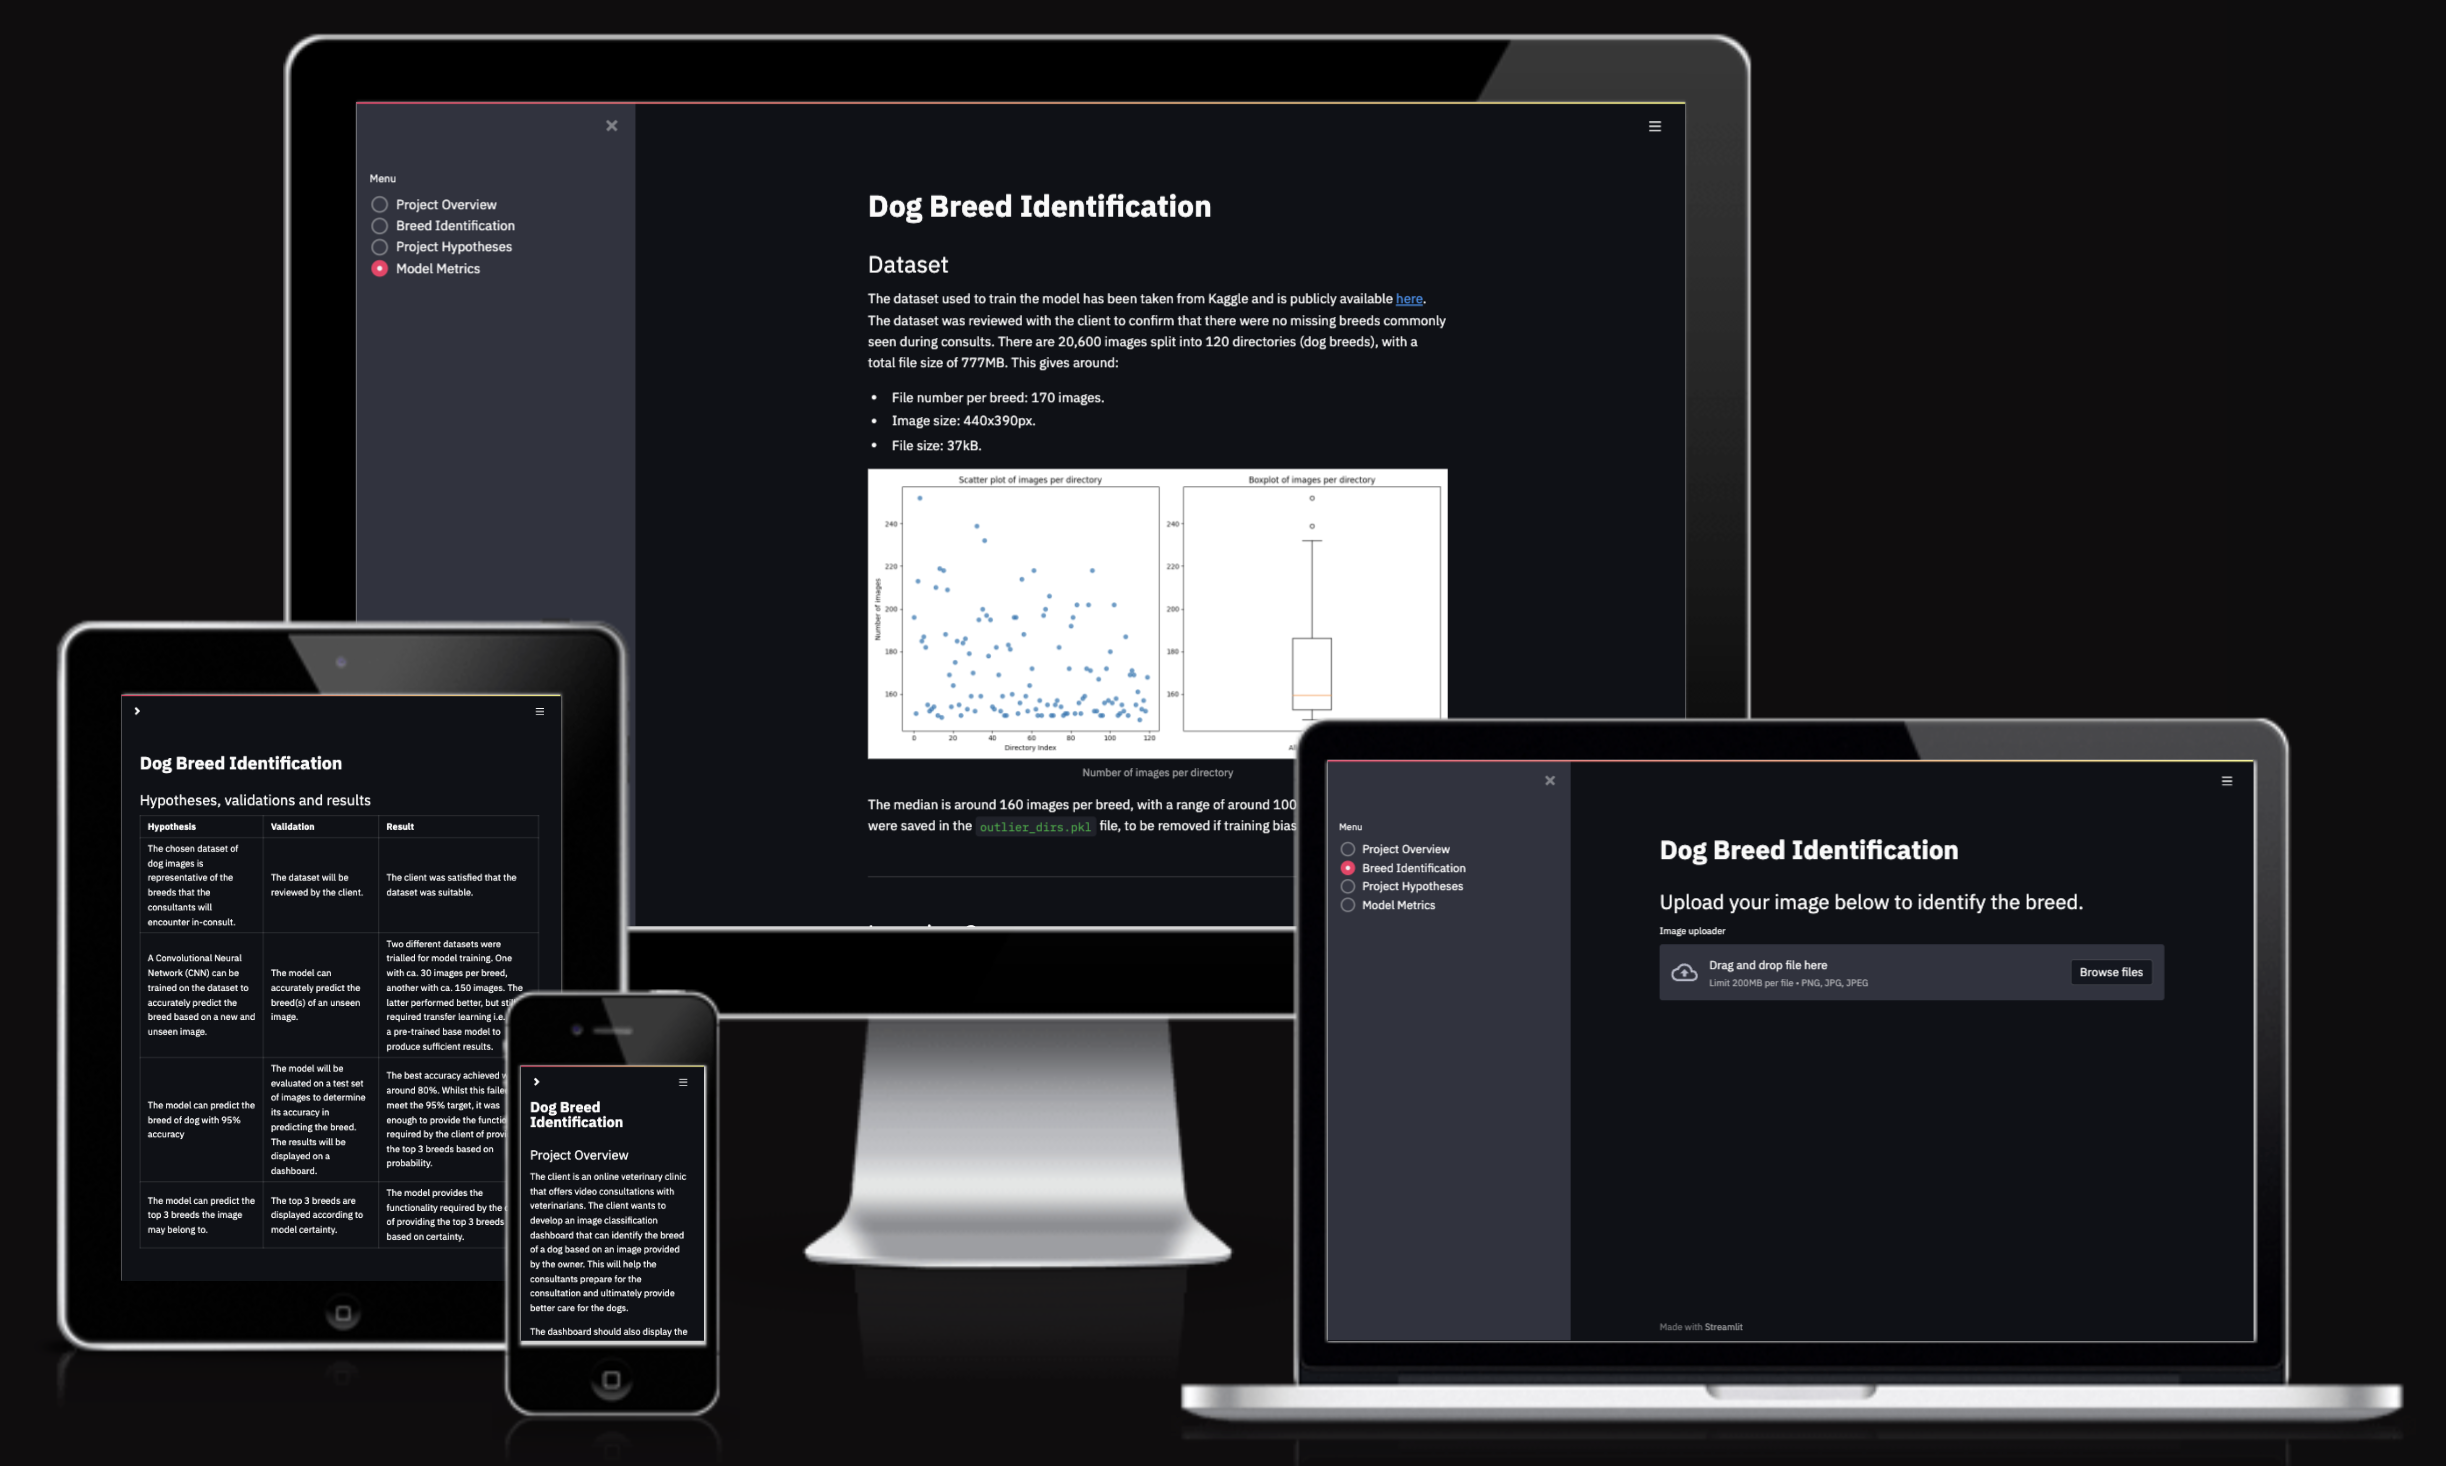 Menu
Project Overview
Breed Identification
Project Hypotheses
Model Metrics
Dog Breed Identification
Dataset
The dataset used to train the model has been taken from Kaggle and is publicly available here.
The dataset was reviewed with the client to confirm that there were no missing breeds commonly
seen during consults. There are 20,600 images split into 120 directories (dog breeds), with a
total file size of 777MB. This gives around:
• File number per breed: 170 images.
• Image size: 440x390px.
• File size: 37kB.
Scatter plot of images per directory
Number of images
240
220
200
180
160
0 20 40 60 80 100 120
Directory Index
Boxplot of images per directory
240
220
200
180
160
Number of images per directory
The median is around 160 images per breed, with a range of around 100
were saved in the outlier_dirs.pkl file, to be removed if training bias
Dog Breed Identification
Hypotheses, validations and results
Hypothesis Validation Result
The chosen dataset of
dog images is
representative of the
breeds that the
consultants will
encounter in-consult.
The dataset will be
reviewed by the client.
The client was satisfied that the
dataset was suitable.
A Convolutional Neural
Network (CNN) can be
trained on the dataset to
accurately predict the
breed based on a new and
unseen image.
The model can
accurately predict the
breed(s) of an unseen
image.
Two different datasets were
trialled for model training. One
with ca. 30 images per breed,
another with ca. 150 images. The
latter performed better, but
required transfer learning i.e.
a pre-trained base model to
produce sufficient results.
The model can predict the
breed of dog with 95%
accuracy
The model will be
evaluated on a test set
of images to determine
its accuracy in
predicting the breed.
The results will be
displayed on a
dashboard.
The best accuracy achieved
around 80%. Whilst this
meet the 95% target, it was
enough to provide the
required by the client of
the top 3 breeds based on
probability.
The model can predict the
top 3 breeds the image
may belong to.
The top 3 breeds are
displayed according to
model certainty.
The model provides the
functionality required by the
of providing the top 3 breeds
based on certainty.
Dog Breed
Identification
Project Overview
The client is an online veterinary clinic
that offers video consultations with
veterinarians. The client wants to
develop an image classification
dashboard that can identify the breed
of a dog based on an image provided
by the owner. This will help the
consultants prepare for the
consultation and ultimately provide
better care for the dogs.
The dashboard should also display the
Menu
Project Overview
Breed Identification
Project Hypotheses
Model Metrics
Dog Breed Identification
Upload your image below to identify the breed.
Image uploader
Drag and drop file here
Limit 200MB per file • PNG, JPG, JPEG
Browse files
Made with Streamlit